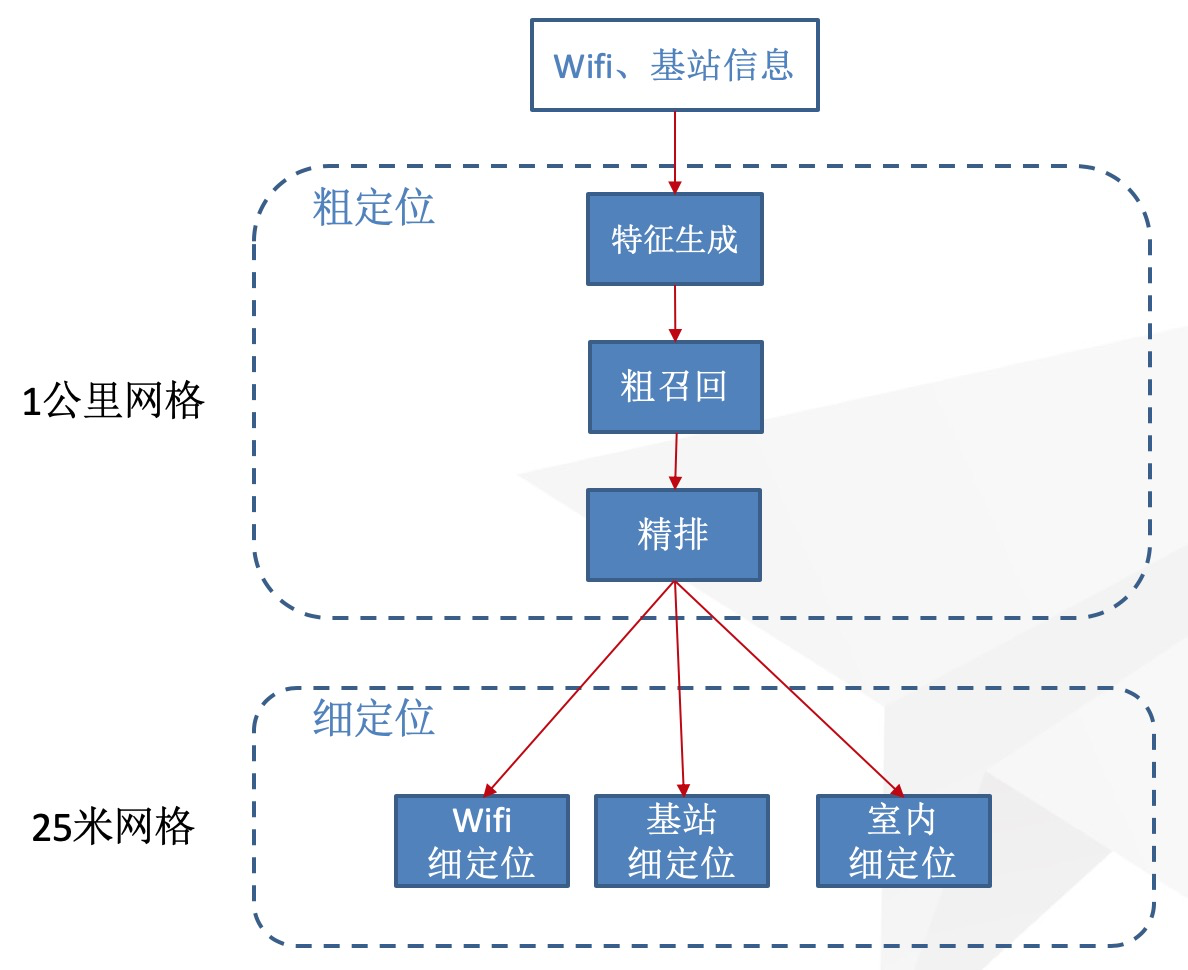 Wifi、基站信息
粗定位
特征生成
1公里网格
粗召回
精排
细定位
25米网格
Wifi
细定位
基站
细定位
室内
细定位